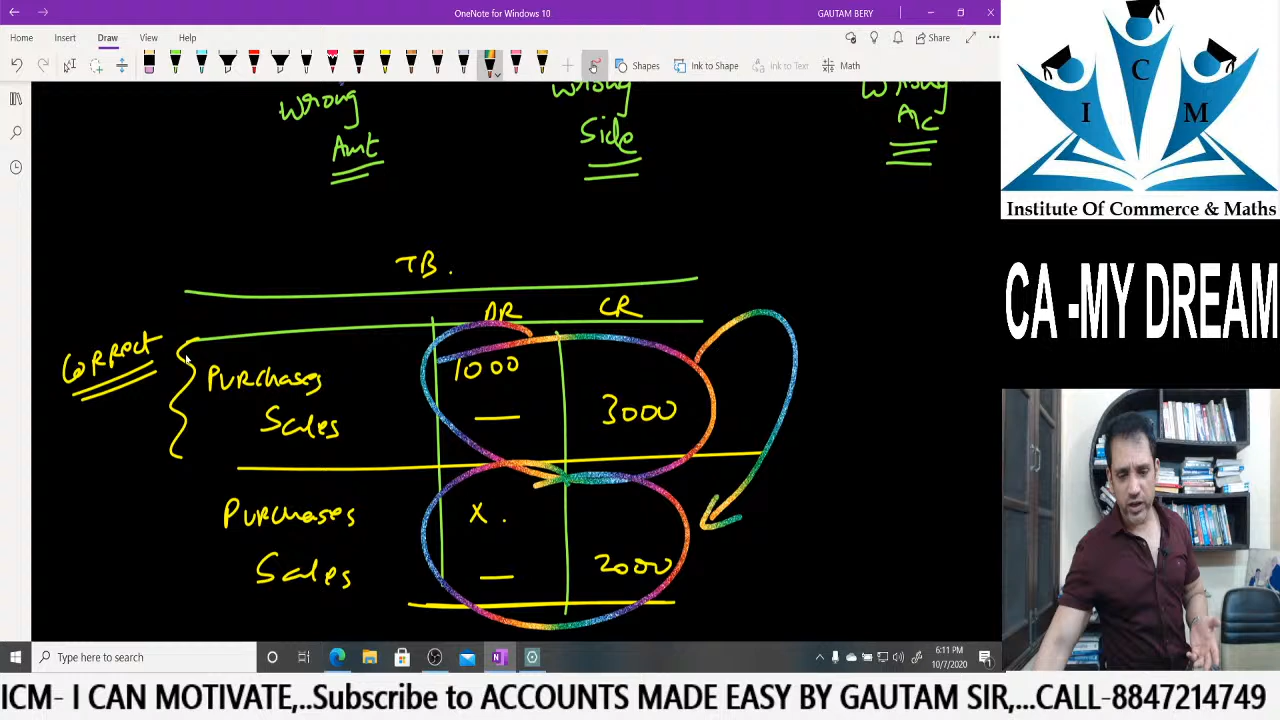 OneNote for Windows 10
GAUTAM BERY
Home Insert Draw View Help
Share
Shapes
Ink to Shape
Ink to Text
Math
Wrong
Amt
Wrong
Side
Wrong
A/C
TB.
DR CR
Correct
Purchases 1000
Sales — 3000
Purchases X .
Sales — 2000
I C M
Institute Of Commerce & Maths
CA -MY DREAM
Type here to search
6:11 PM
10/7/2020
ICM- I CAN MOTIVATE,..Subscribe to ACCOUNTS MADE EASY BY GAUTAM SIR,...CALL-8847214749